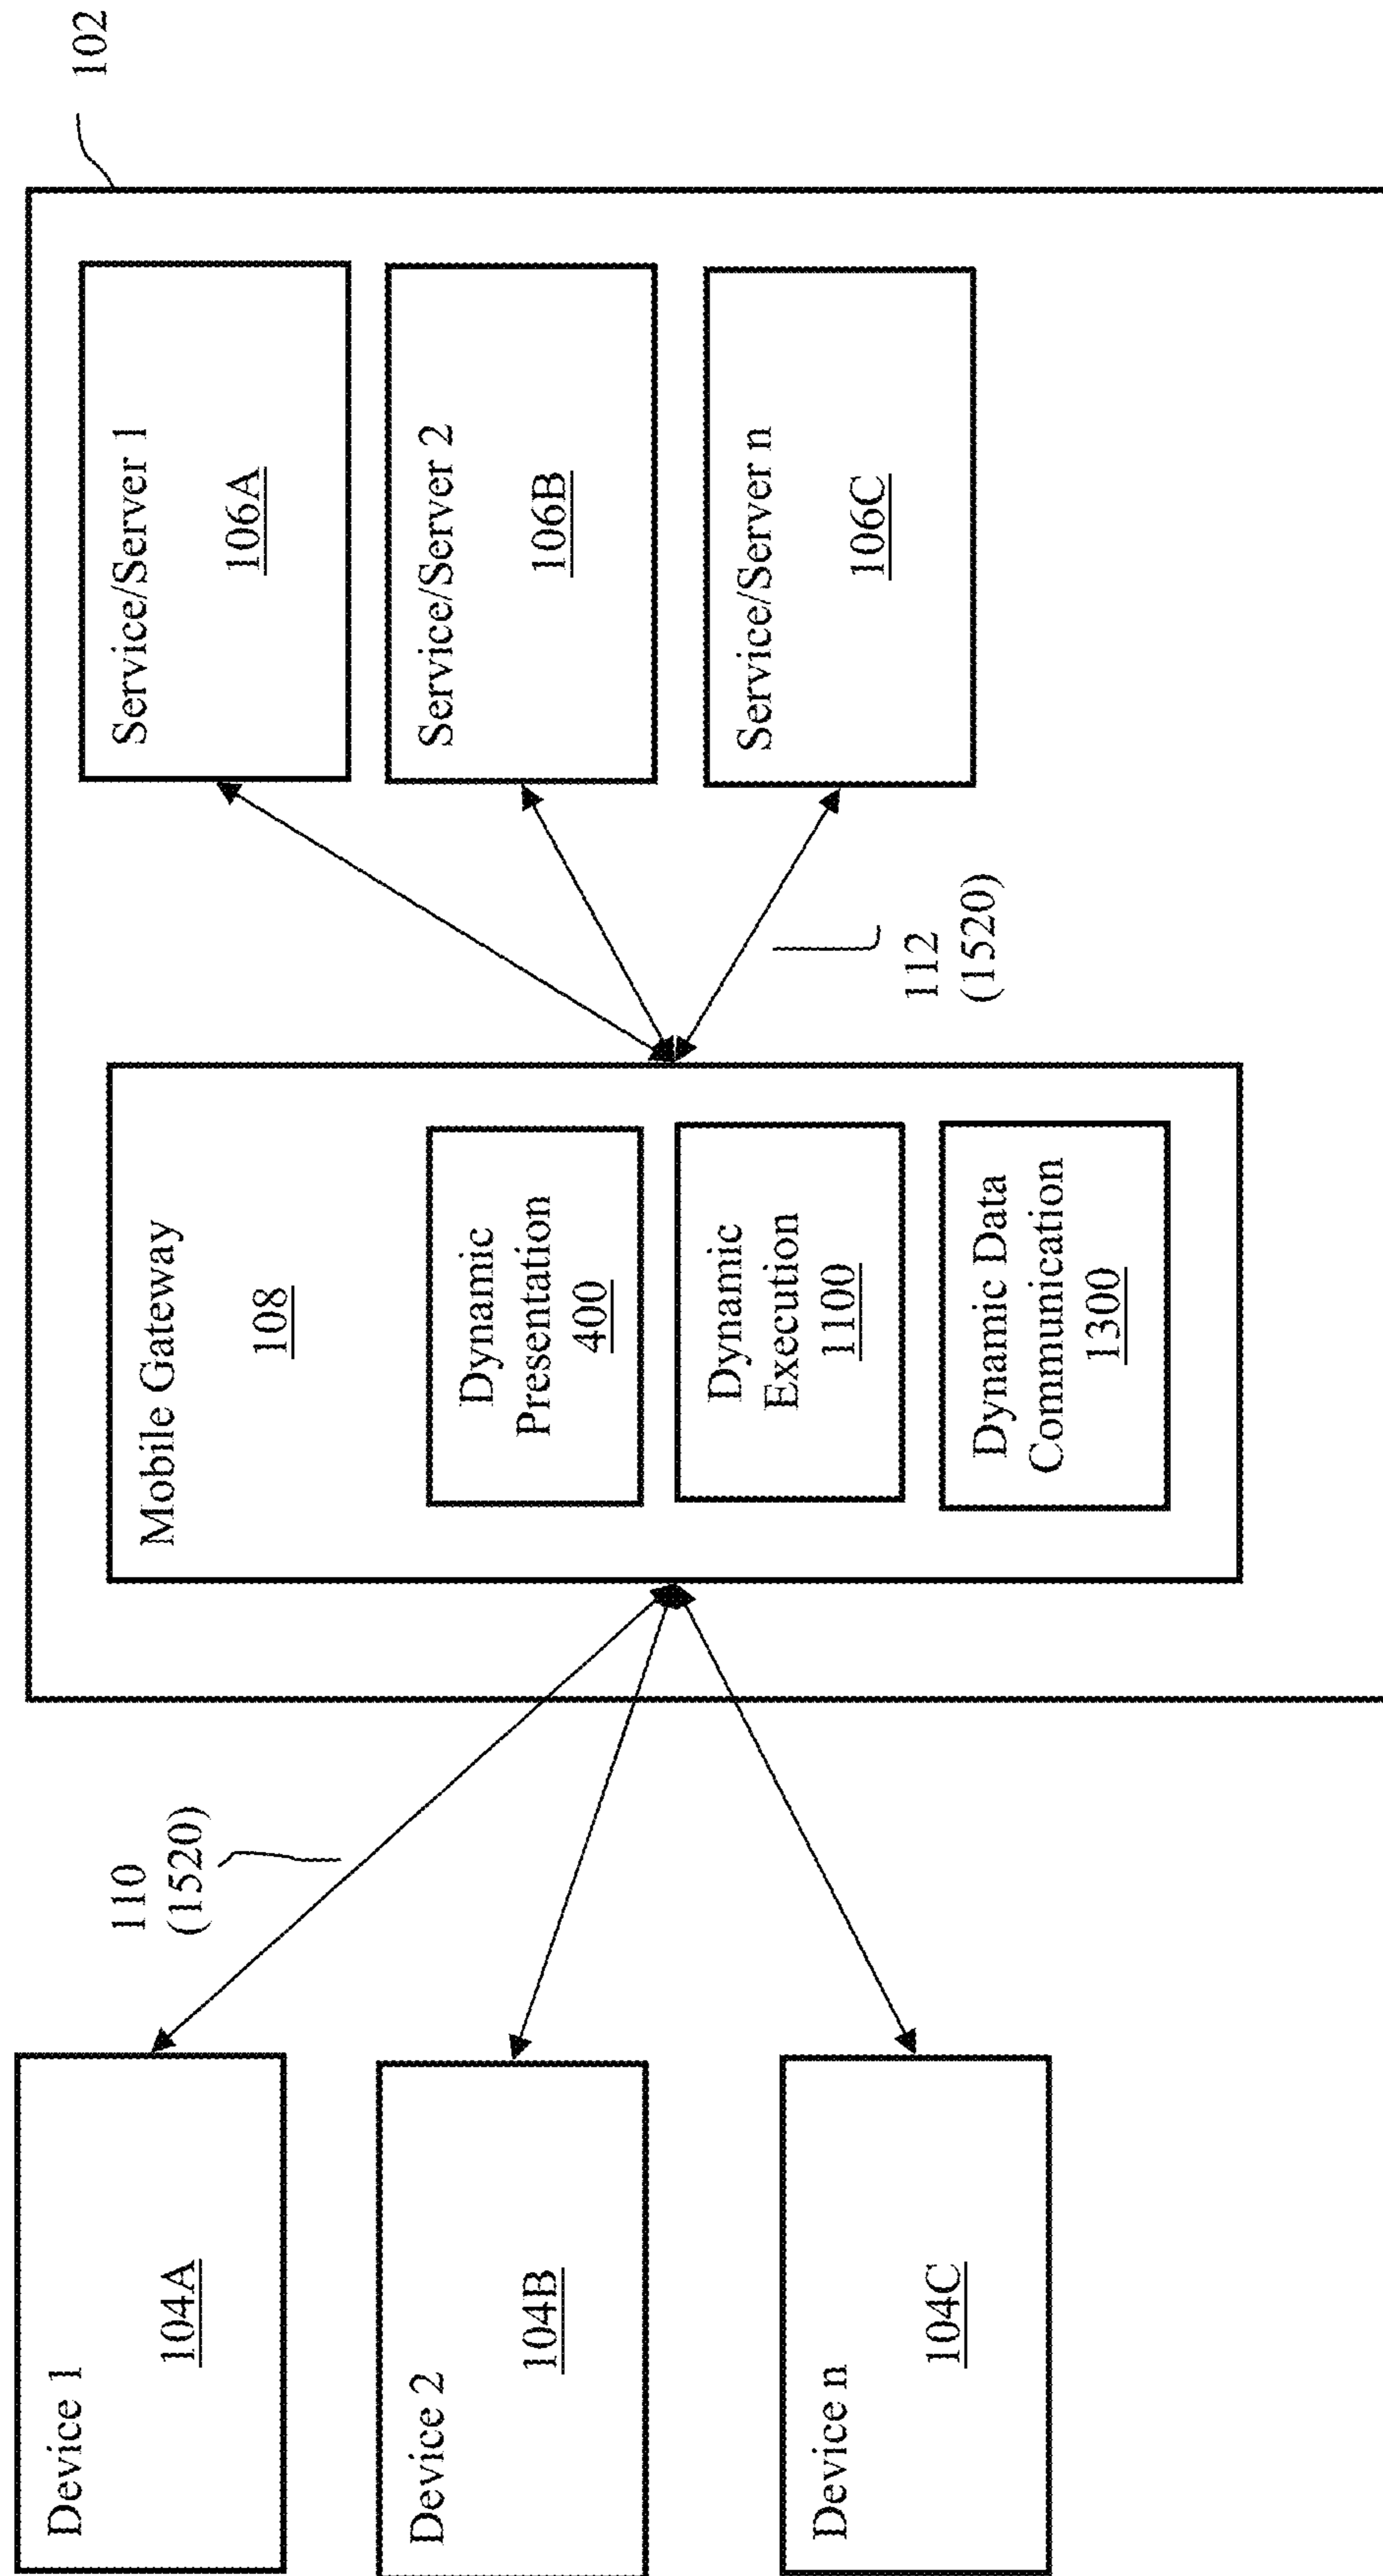 102
Device 1
104A
Device 2
104B
Device n
104C
110
(1520)
Mobile Gateway
108
Dynamic
Presentation
400
Dynamic
Execution
1100
Dynamic Data
Communication
1300
112
(1520)
Service/Server 1
106A
Service/Server 2
106B
Service/Server n
106C